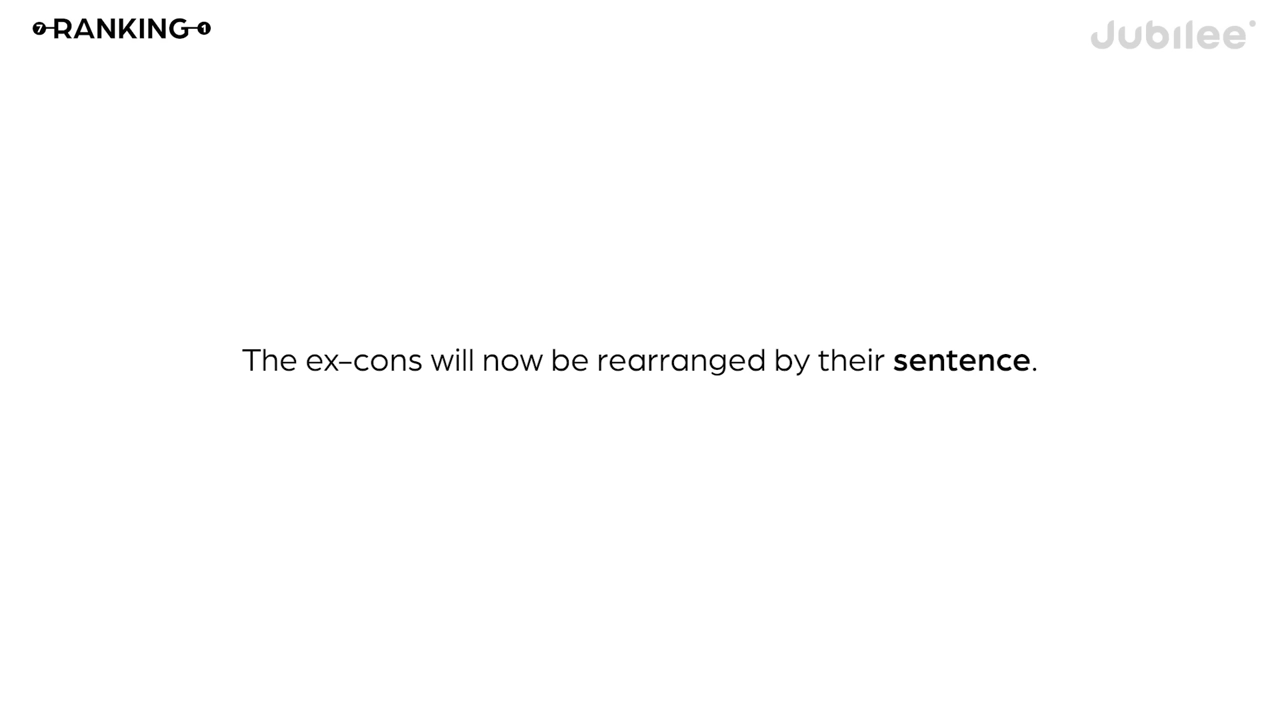 7 RANKING 1
Jubilee
The ex-cons will now be rearranged by their sentence.